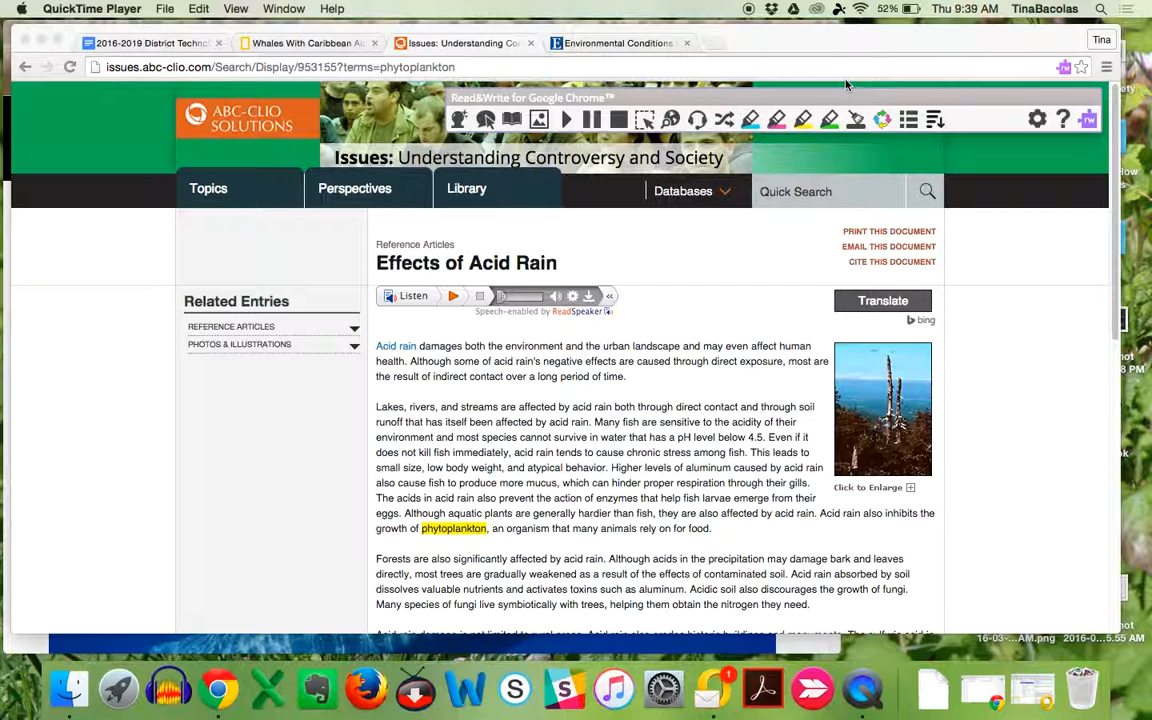 QuickTime Player File Edit View Window Help 52% Thu 9:39 AM TinaBacolas
2016-2019 District Techno Whales With Caribbean Ac Issues: Understanding Co Environmental Conditions Tina
issues.abc-clio.com/Search/Display/953155?terms=phytoplankton rw
Read&Write for Google Chrome™
ABC-CLIO
SOLUTIONS
Issues: Understanding Controversy and Society
Topics Perspectives Library Databases Quick Search
PRINT THIS DOCUMENT
EMAIL THIS DOCUMENT
CITE THIS DOCUMENT
Reference Articles
Effects of Acid Rain
Listen
Speech-enabled by ReadSpeaker
Translate
bing
Related Entries
REFERENCE ARTICLES
PHOTOS & ILLUSTRATIONS
Acid rain damages both the environment and the urban landscape and may even affect human
health. Although some of acid rain's negative effects are caused through direct exposure, most are
the result of indirect contact over a long period of time.
Lakes, rivers, and streams are affected by acid rain both through direct contact and through soil
runoff that has itself been affected by acid rain. Many fish are sensitive to the acidity of their
environment and most species cannot survive in water that has a pH level below 4.5. Even if it
does not kill fish immediately, acid rain tends to cause chronic stress among fish. This leads to
small size, low body weight, and atypical behavior. Higher levels of aluminum caused by acid rain
also cause fish to produce more mucus, which can hinder proper respiration through their gills.
The acids in acid rain also prevent the action of enzymes that help fish larvae emerge from their
eggs. Although aquatic plants are generally hardier than fish, they are also affected by acid rain. Acid rain also inhibits the
growth of phytoplankton, an organism that many animals rely on for food.
Click to Enlarge
Forests are also significantly affected by acid rain. Although acids in the precipitation may damage bark and leaves
directly, most trees are gradually weakened as a result of the effects of contaminated soil. Acid rain absorbed by soil
dissolves valuable nutrients and activates toxins such as aluminum. Acidic soil also discourages the growth of fungi.
Many species of fungi live symbiotically with trees, helping them obtain the nitrogen they need.
16-03-...AM.png 2016-0...5.55 AM